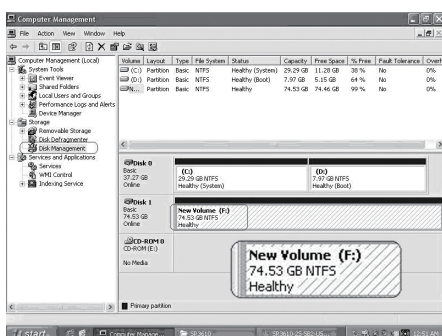 Computer Management
File Action View Window Help
Computer Management (Local)
System Tools
Event Viewer
Shared Folders
Local Users and Groups
Performance Logs and Alerts
Device Manager
Storage
Removable Storage
Disk Defragmenter
Disk Management
Services and Applications
Services
WMI Control
Indexing Service
Volume Layout Type File System Status Capacity Free Space % Free Fault Tolerance Overh
(C:) Partition Basic NTFS Healthy (System) 29.29 GB 11.28 GB 38 % No 0%
(D:) Partition Basic NTFS Healthy (Boot) 7.97 GB 5.15 GB 64 % No 0%
N... Partition Basic NTFS Healthy 74.53 GB 74.46 GB 99 % No 0%
Disk 0
Basic
37.27 GB
Online
(C:)
29.29 GB NTFS
Healthy (System)
(D:)
7.97 GB NTFS
Healthy (Boot)
Disk 1
Basic
74.53 GB
Online
New Volume (F:)
74.53 GB NTFS
Healthy
CD-ROM 0
CD-ROM (E:)
No Media
New Volume (F:)
74.53 GB NTFS
Healthy
Primary partition
start
Computer Manage...
SR3610
12:51 AM